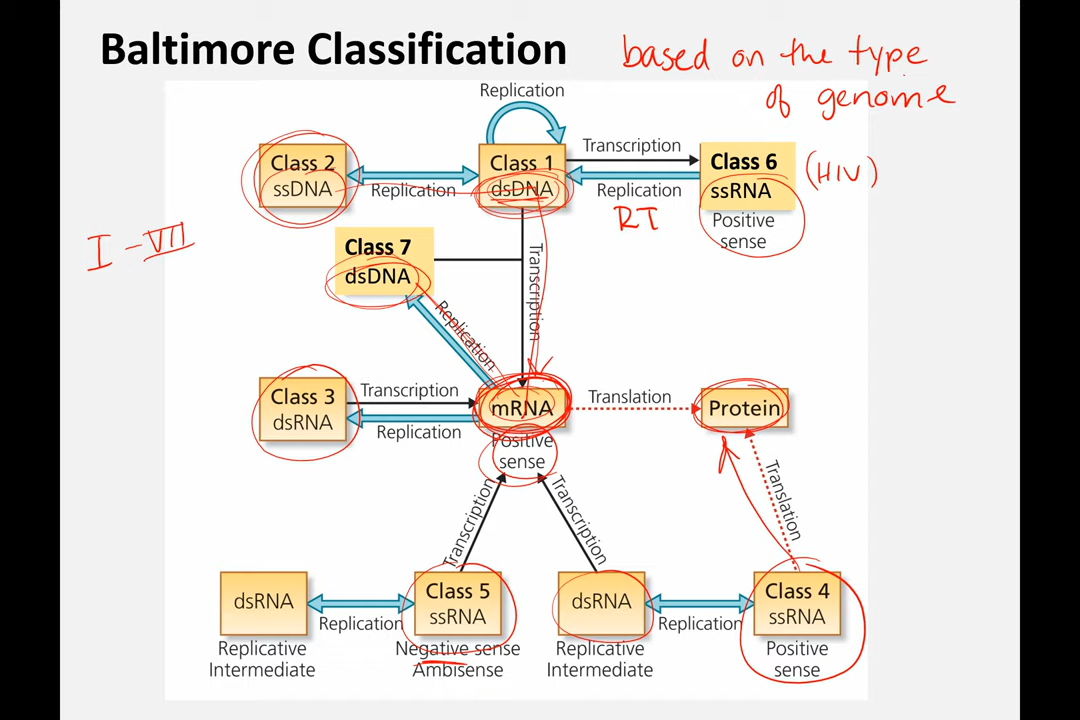 Baltimore Classification
based on the type
of genome
Replication
Class 2
ssDNA
Replication
Class 1
dsDNA
Transcription
Replication
RT
Class 6
ssRNA
Positive
sense
(HIV)
I - VII
Class 7
dsDNA
Transcription
Replication
Class 3
dsRNA
Transcription
Replication
mRNA
Positive
sense
Translation
Protein
Transcription
Transcription
Translation
dsRNA
Replicative
Intermediate
Replication
Class 5
ssRNA
Negative sense
Ambisense
dsRNA
Replicative
Intermediate
Replication
Class 4
ssRNA
Positive
sense